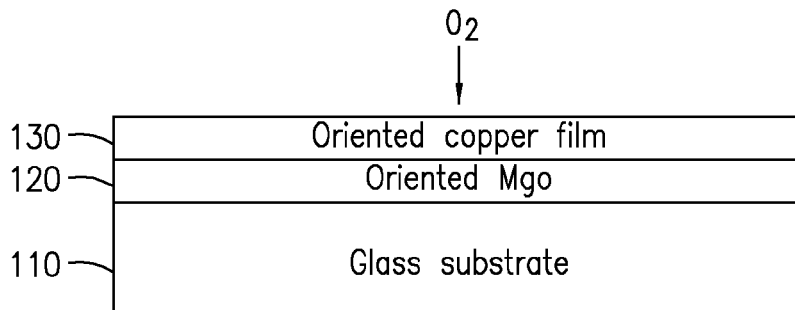 O2
130 Oriented copper film
120 Oriented Mgo
110 Glass substrate